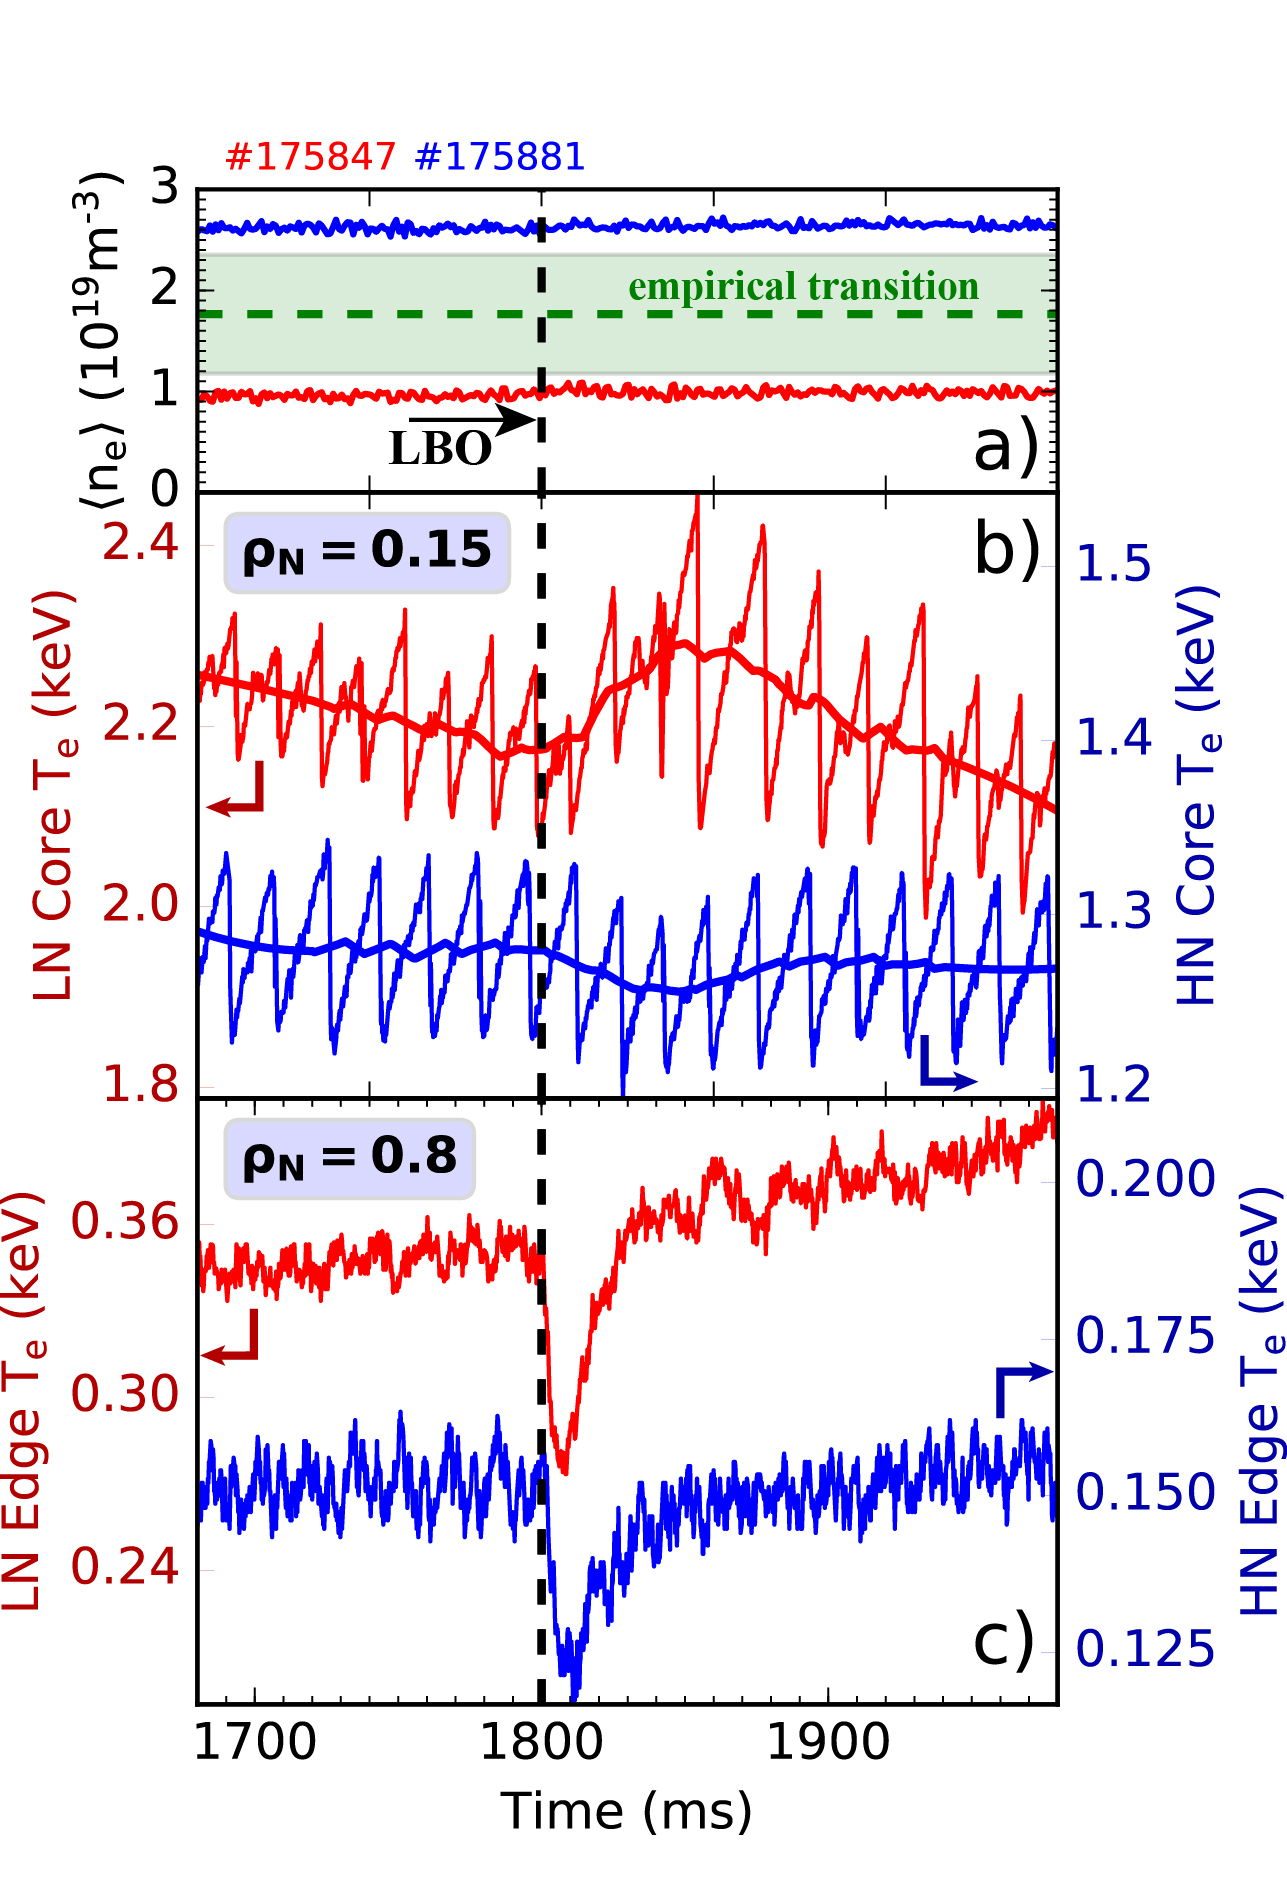 #175847 #175881
⟨nₑ⟩ (10¹⁹m⁻³)
3
2
1
0
empirical transition
LBO
a)
LN Core Tₑ (keV)
2.4
2.2
2.0
1.8
ρN = 0.15
b)
1.5
1.4
1.3
1.2
HN Core Tₑ (keV)
LN Edge Tₑ (keV)
0.36
0.30
0.24
ρN = 0.8
c)
0.200
0.175
0.150
0.125
HN Edge Tₑ (keV)
1700 1800 1900
Time (ms)